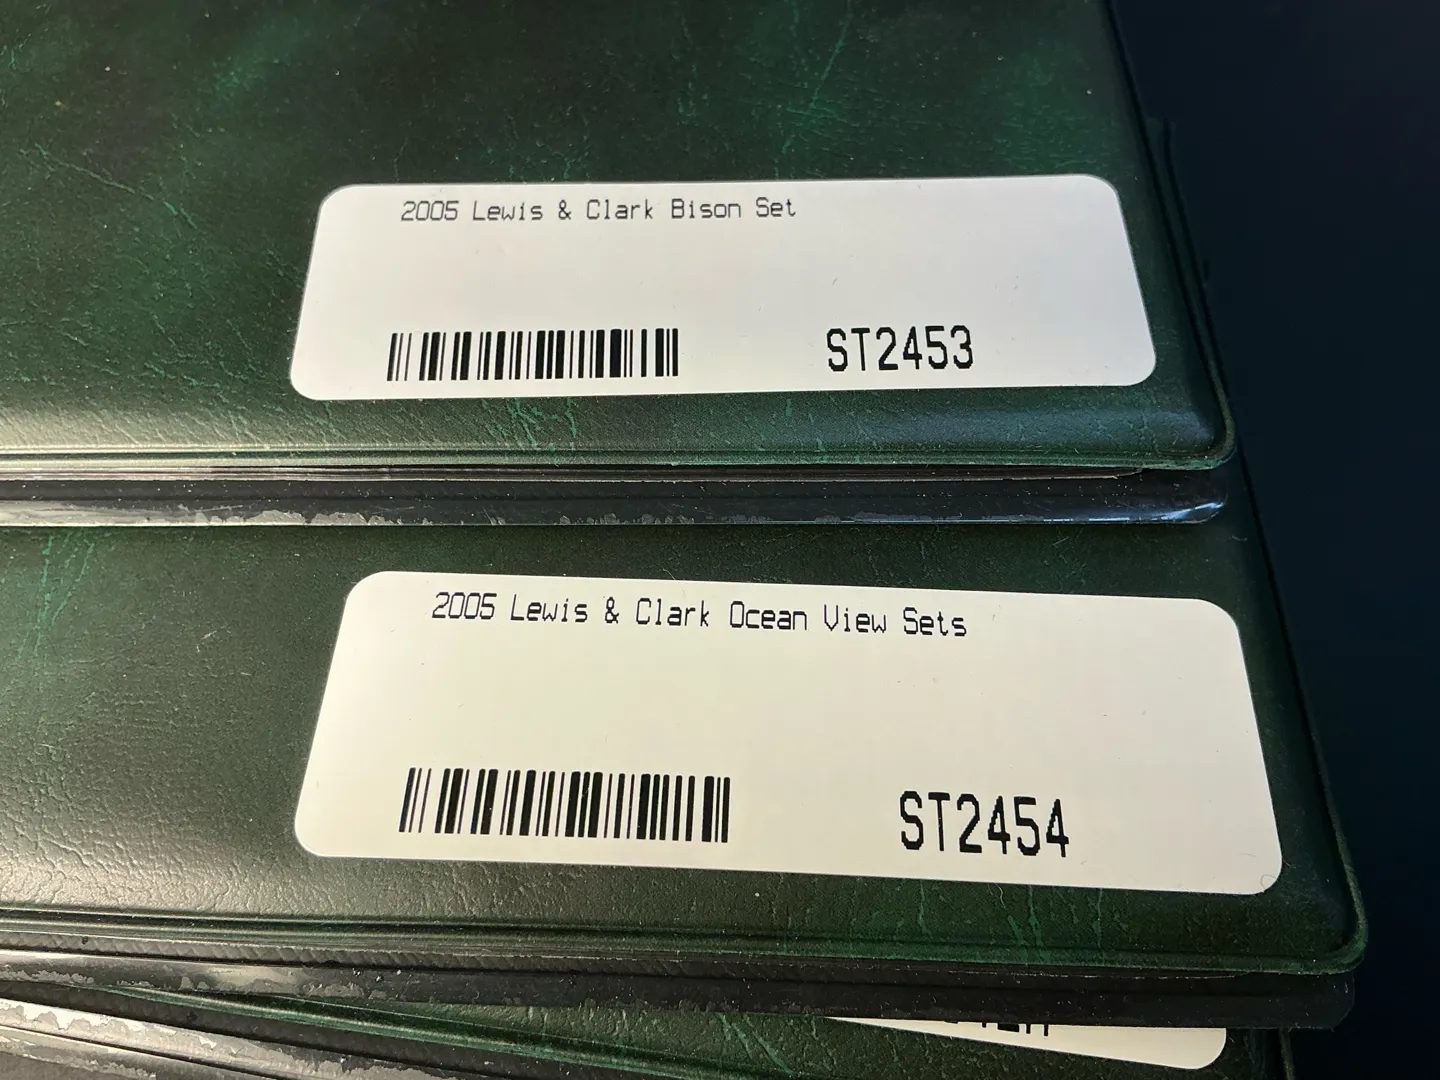 2005 Lewis & Clark Bison Set
ST2453
2005 Lewis & Clark Ocean View Sets
ST2454